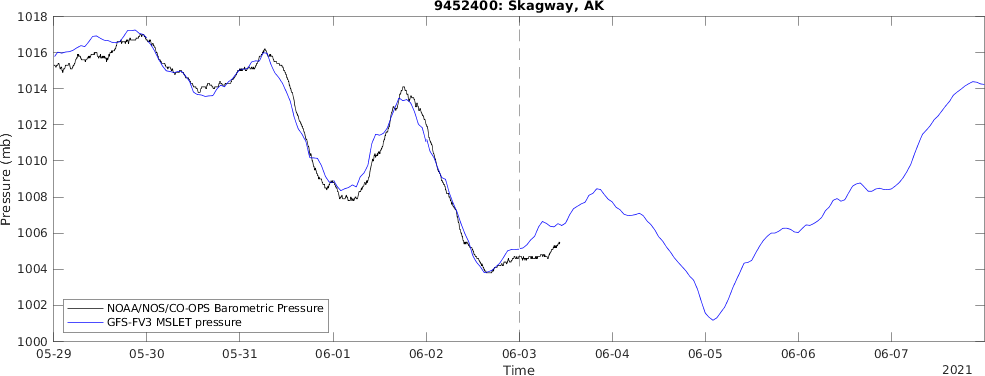 9452400: Skagway, AK
1018
1016
1014
1012
1010
1008
1006
1004
1002
1000
Pressure (mb)
NOAA/NOS/CO-OPS Barometric Pressure
GFS-FV3 MSLET pressure
05-29 05-30 05-31 06-01 06-02 06-03 06-04 06-05 06-06 06-07
Time
2021